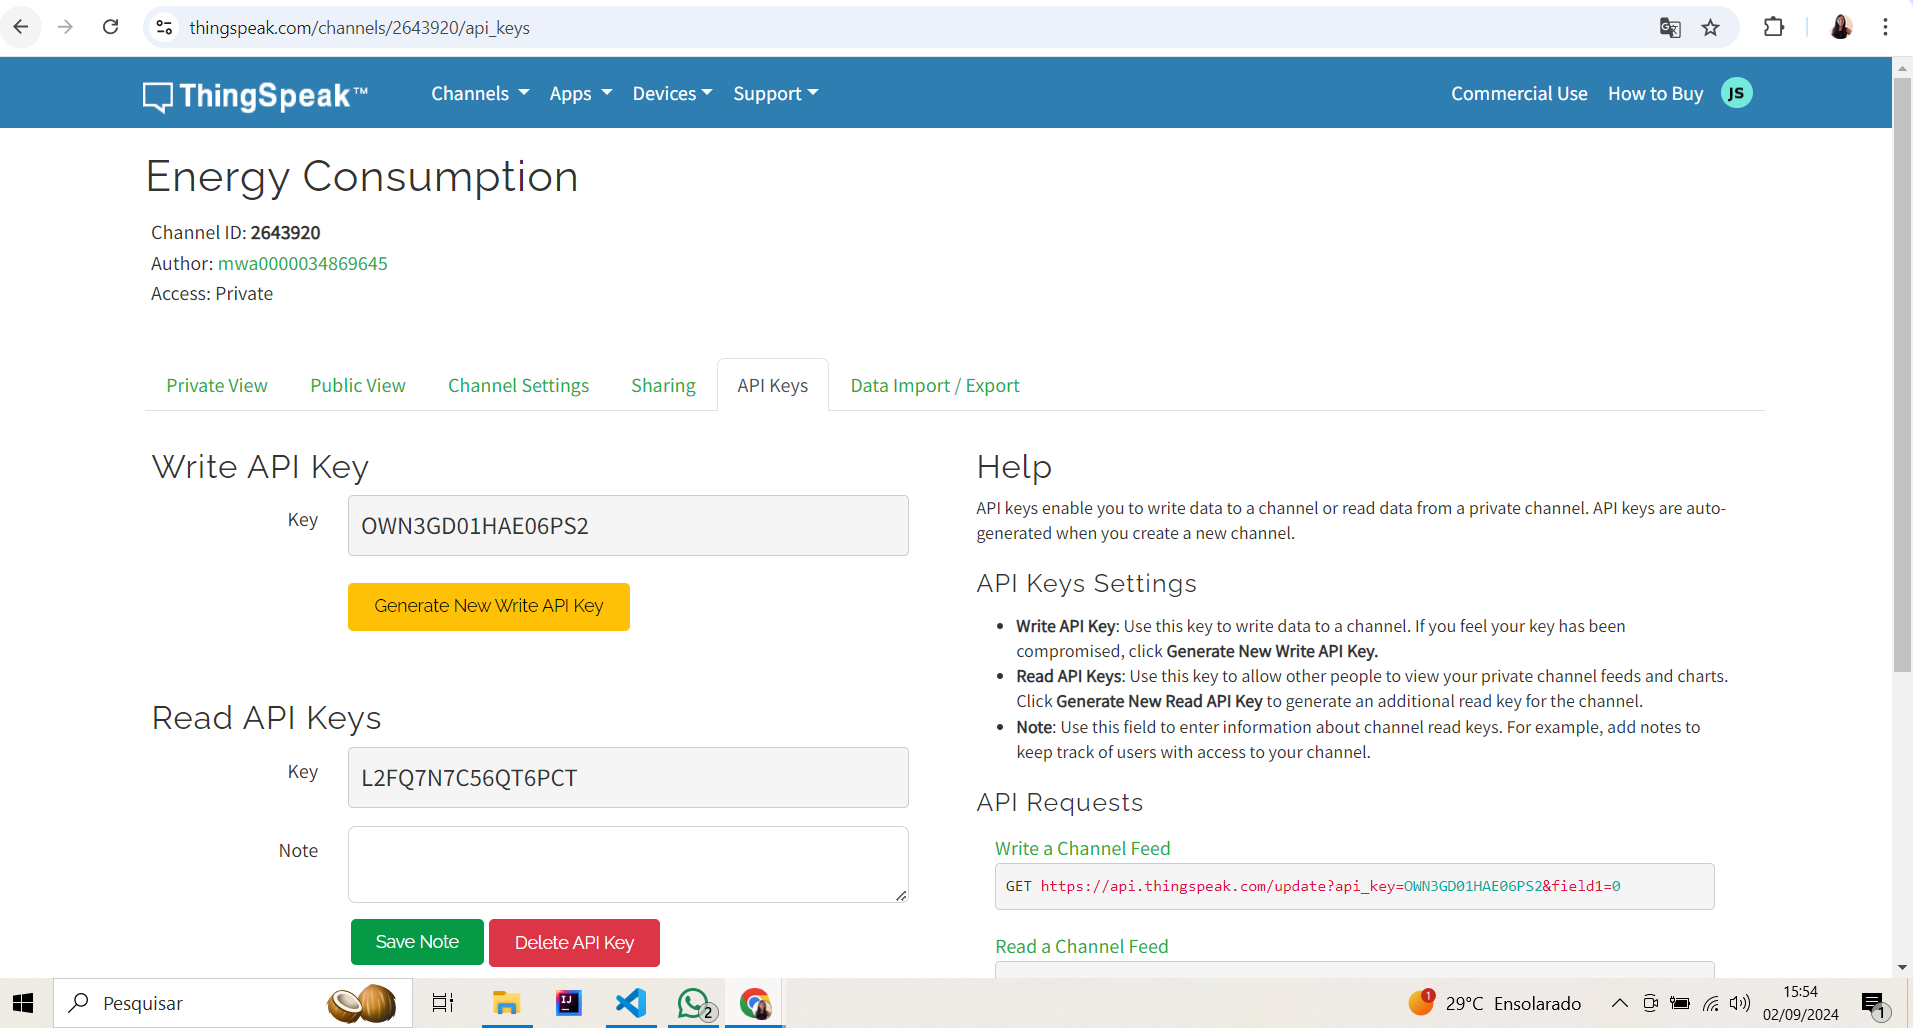 thingspeak.com/channels/2643920/api_keys
ThingSpeak™
Channels
Apps
Devices
Support
Commercial Use
How to Buy
JS
Energy Consumption
Channel ID: 2643920
Author: mwa0000034869645
Access: Private
Private View
Public View
Channel Settings
Sharing
API Keys
Data Import / Export
Write API Key
Key
OWN3GD01HAE06PS2
Generate New Write API Key
Read API Keys
Key
L2FQ7N7C56QT6PCT
Note
Save Note
Delete API Key
Help
API keys enable you to write data to a channel or read data from a private channel. API keys are auto-
generated when you create a new channel.
API Keys Settings
Write API Key: Use this key to write data to a channel. If you feel your key has been
compromised, click Generate New Write API Key.
Read API Keys: Use this key to allow other people to view your private channel feeds and charts.
Click Generate New Read API Key to generate an additional read key for the channel.
Note: Use this field to enter information about channel read keys. For example, add notes to
keep track of users with access to your channel.
API Requests
Write a Channel Feed
GET https://api.thingspeak.com/update?api_key=OWN3GD01HAE06PS2&field1=0
Read a Channel Feed
Pesquisar
IJ
2
1
29°C Ensolarado
15:54
02/09/2024
1